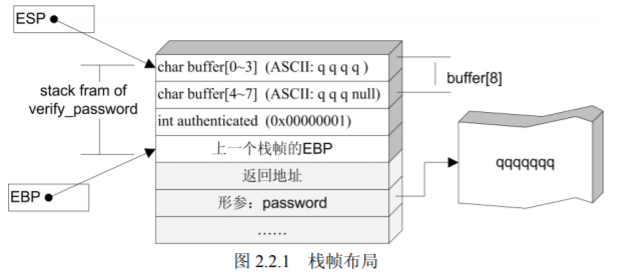 ESP
char buffer[0~3] (ASCII: q q q q )
char buffer[4~7] (ASCII: q q q null)
buffer[8]
stack fram of
verify_password
int authenticated (0x00000001)
上一个栈帧的EBP
返回地址
EBP
形参：password
……
qqqqqqq
图 2.2.1 栈帧布局